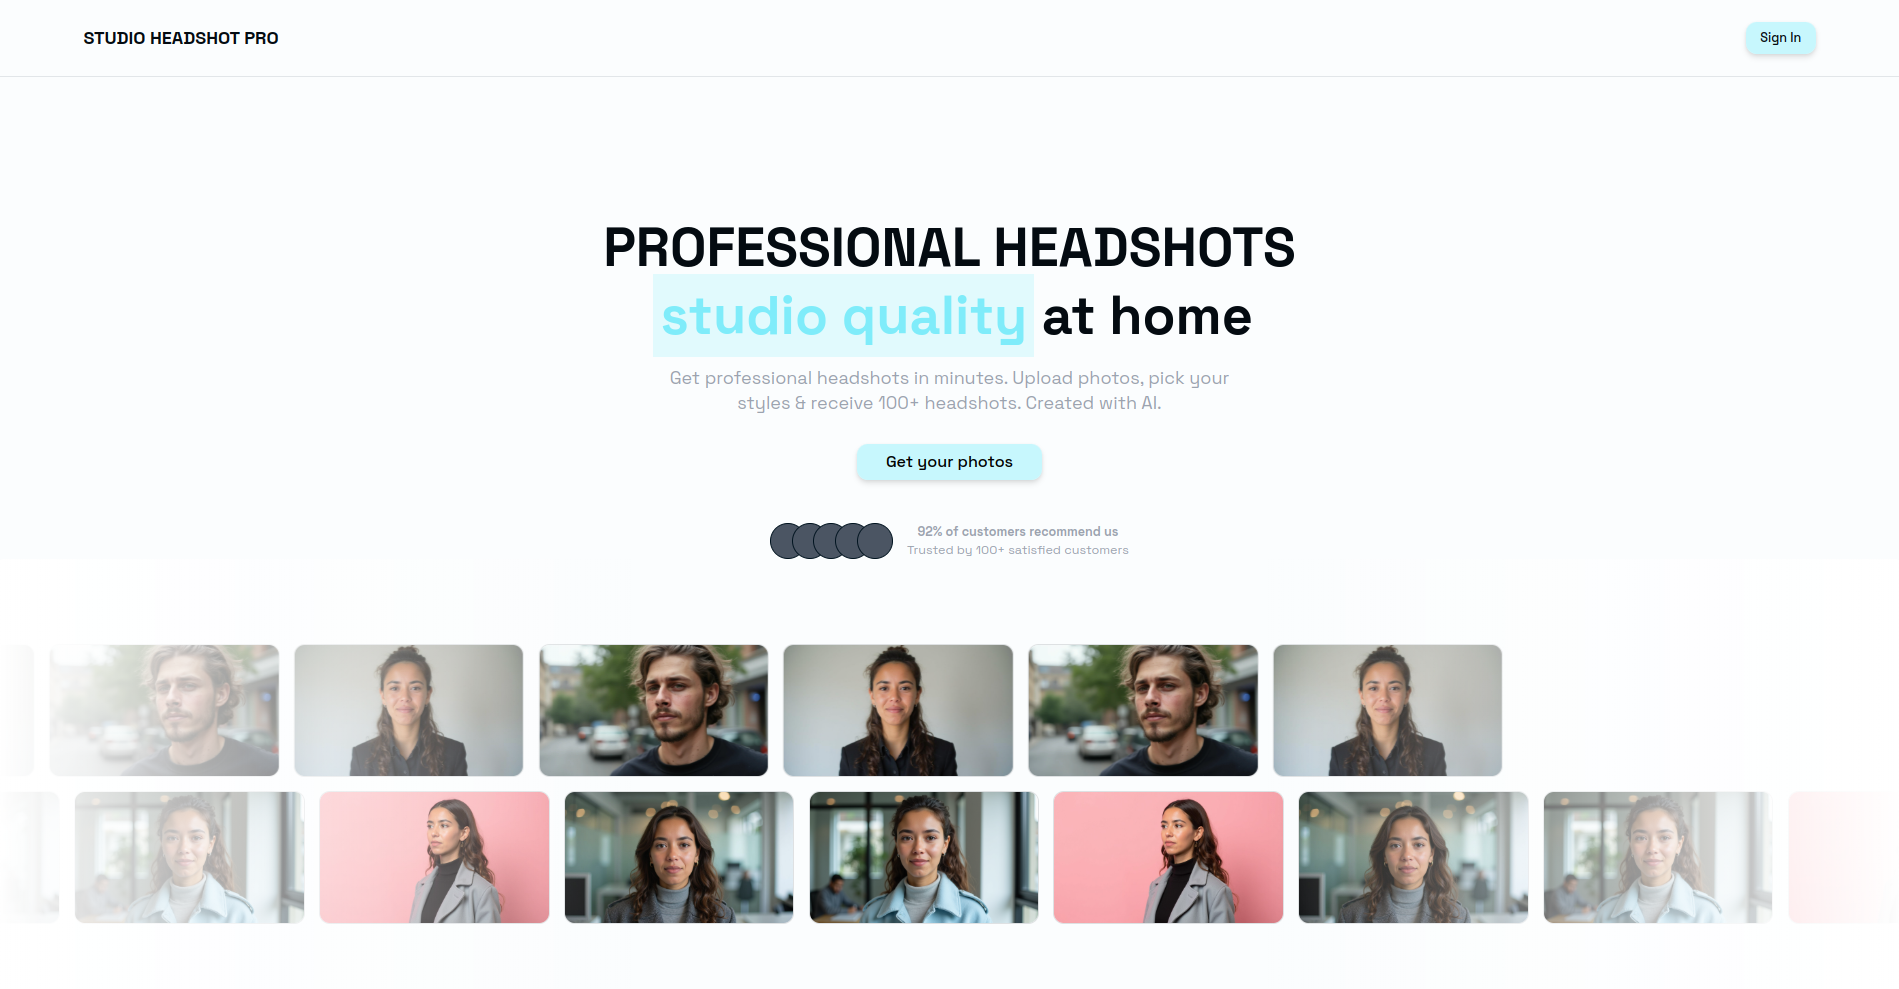 STUDIO HEADSHOT PRO
Sign In
PROFESSIONAL HEADSHOTS
studio quality at home
Get professional headshots in minutes. Upload photos, pick your
styles & receive 100+ headshots. Created with AI.
Get your photos
92% of customers recommend us
Trusted by 100+ satisfied customers